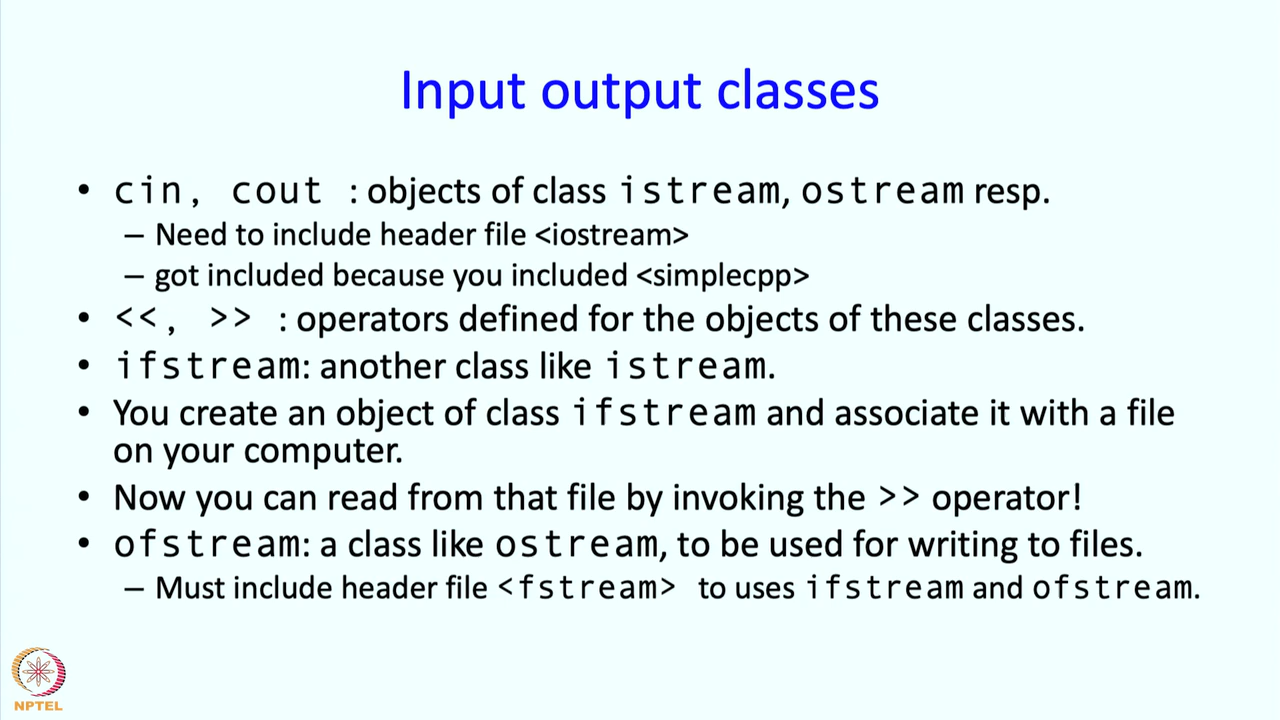 Input output classes
• cin, cout : objects of class istream, ostream resp.
– Need to include header file <iostream>
– got included because you included <simplecpp>
• <<, >> : operators defined for the objects of these classes.
• ifstream: another class like istream.
• You create an object of class ifstream and associate it with a file
on your computer.
• Now you can read from that file by invoking the >> operator!
• ofstream: a class like ostream, to be used for writing to files.
– Must include header file <fstream> to uses ifstream and ofstream.
NPTEL